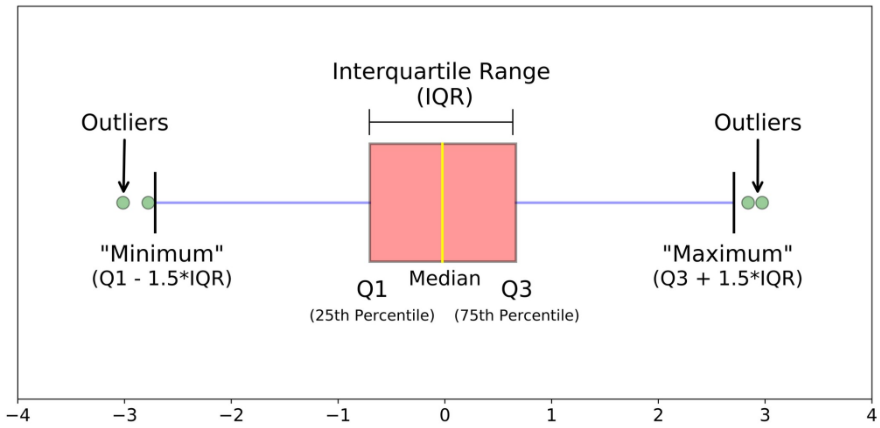 Interquartile Range
(IQR)
Outliers
Outliers
"Minimum"
(Q1 - 1.5*IQR)
"Maximum"
(Q3 + 1.5*IQR)
Median
Q1
Q3
(25th Percentile)
(75th Percentile)
−4
−3
−2
−1
0
1
2
3
4